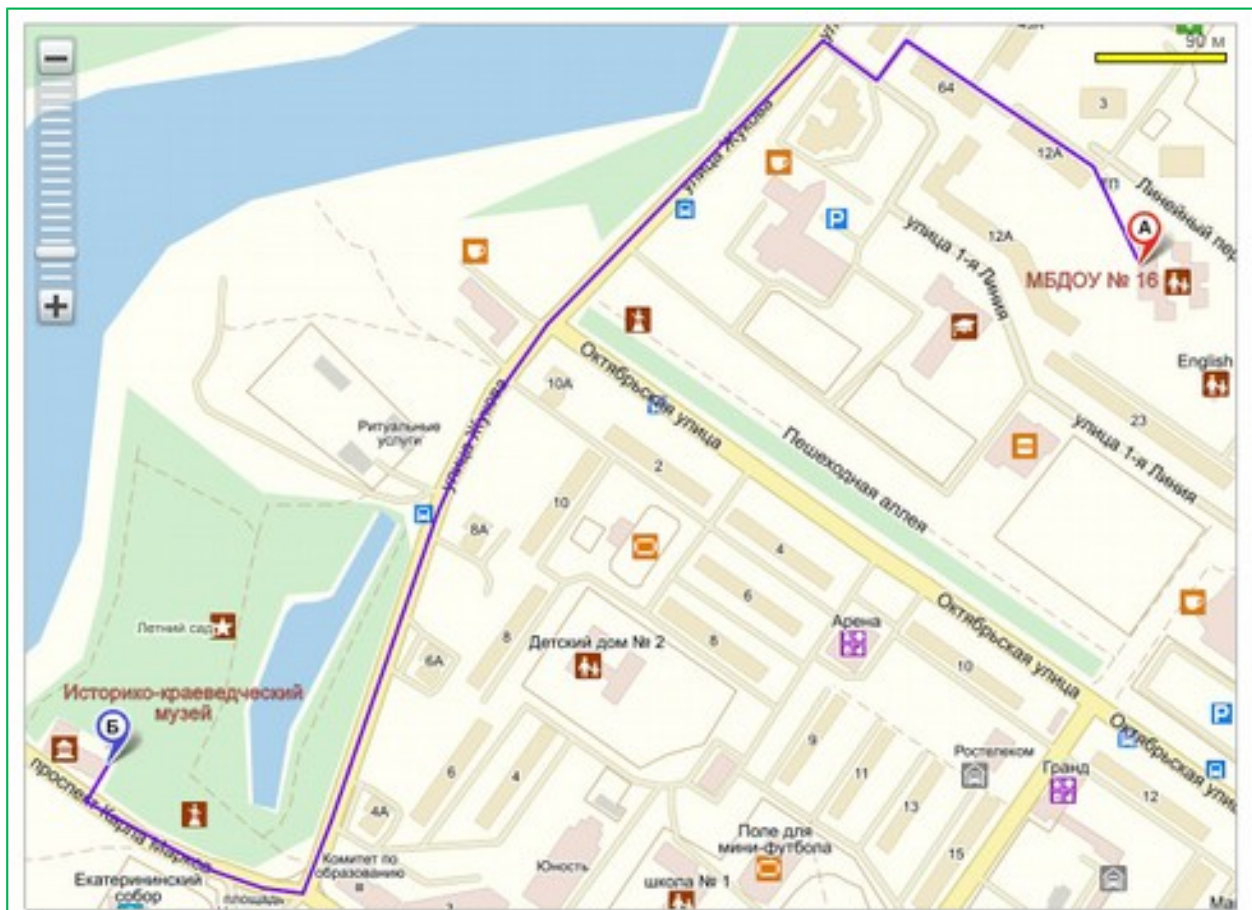 90 м
64
3
12А
ТП
Линейный пер
А
улица Жукова
12А
улица 1-я Линия
МБДОУ № 16
English
Октябрьская улица
10А
Пешеходная аллея
23
улица 1-я Линия
улица Жукова
Ритуальные
услуги
2
10
8А
4
6
8
8
Арена
Октябрьская улица
Летний сад
Детский дом № 2
6А
10
Историко-краеведческий
музей
Б
Октябрьская
9
Ростелеком
Гранд
11
6
4
13
12
проспект Карла Маркса
4А
Поле для
мини-футбола
15
Комитет по
образованию
Юность
школа № 1
Екатерининский
собор
площадь